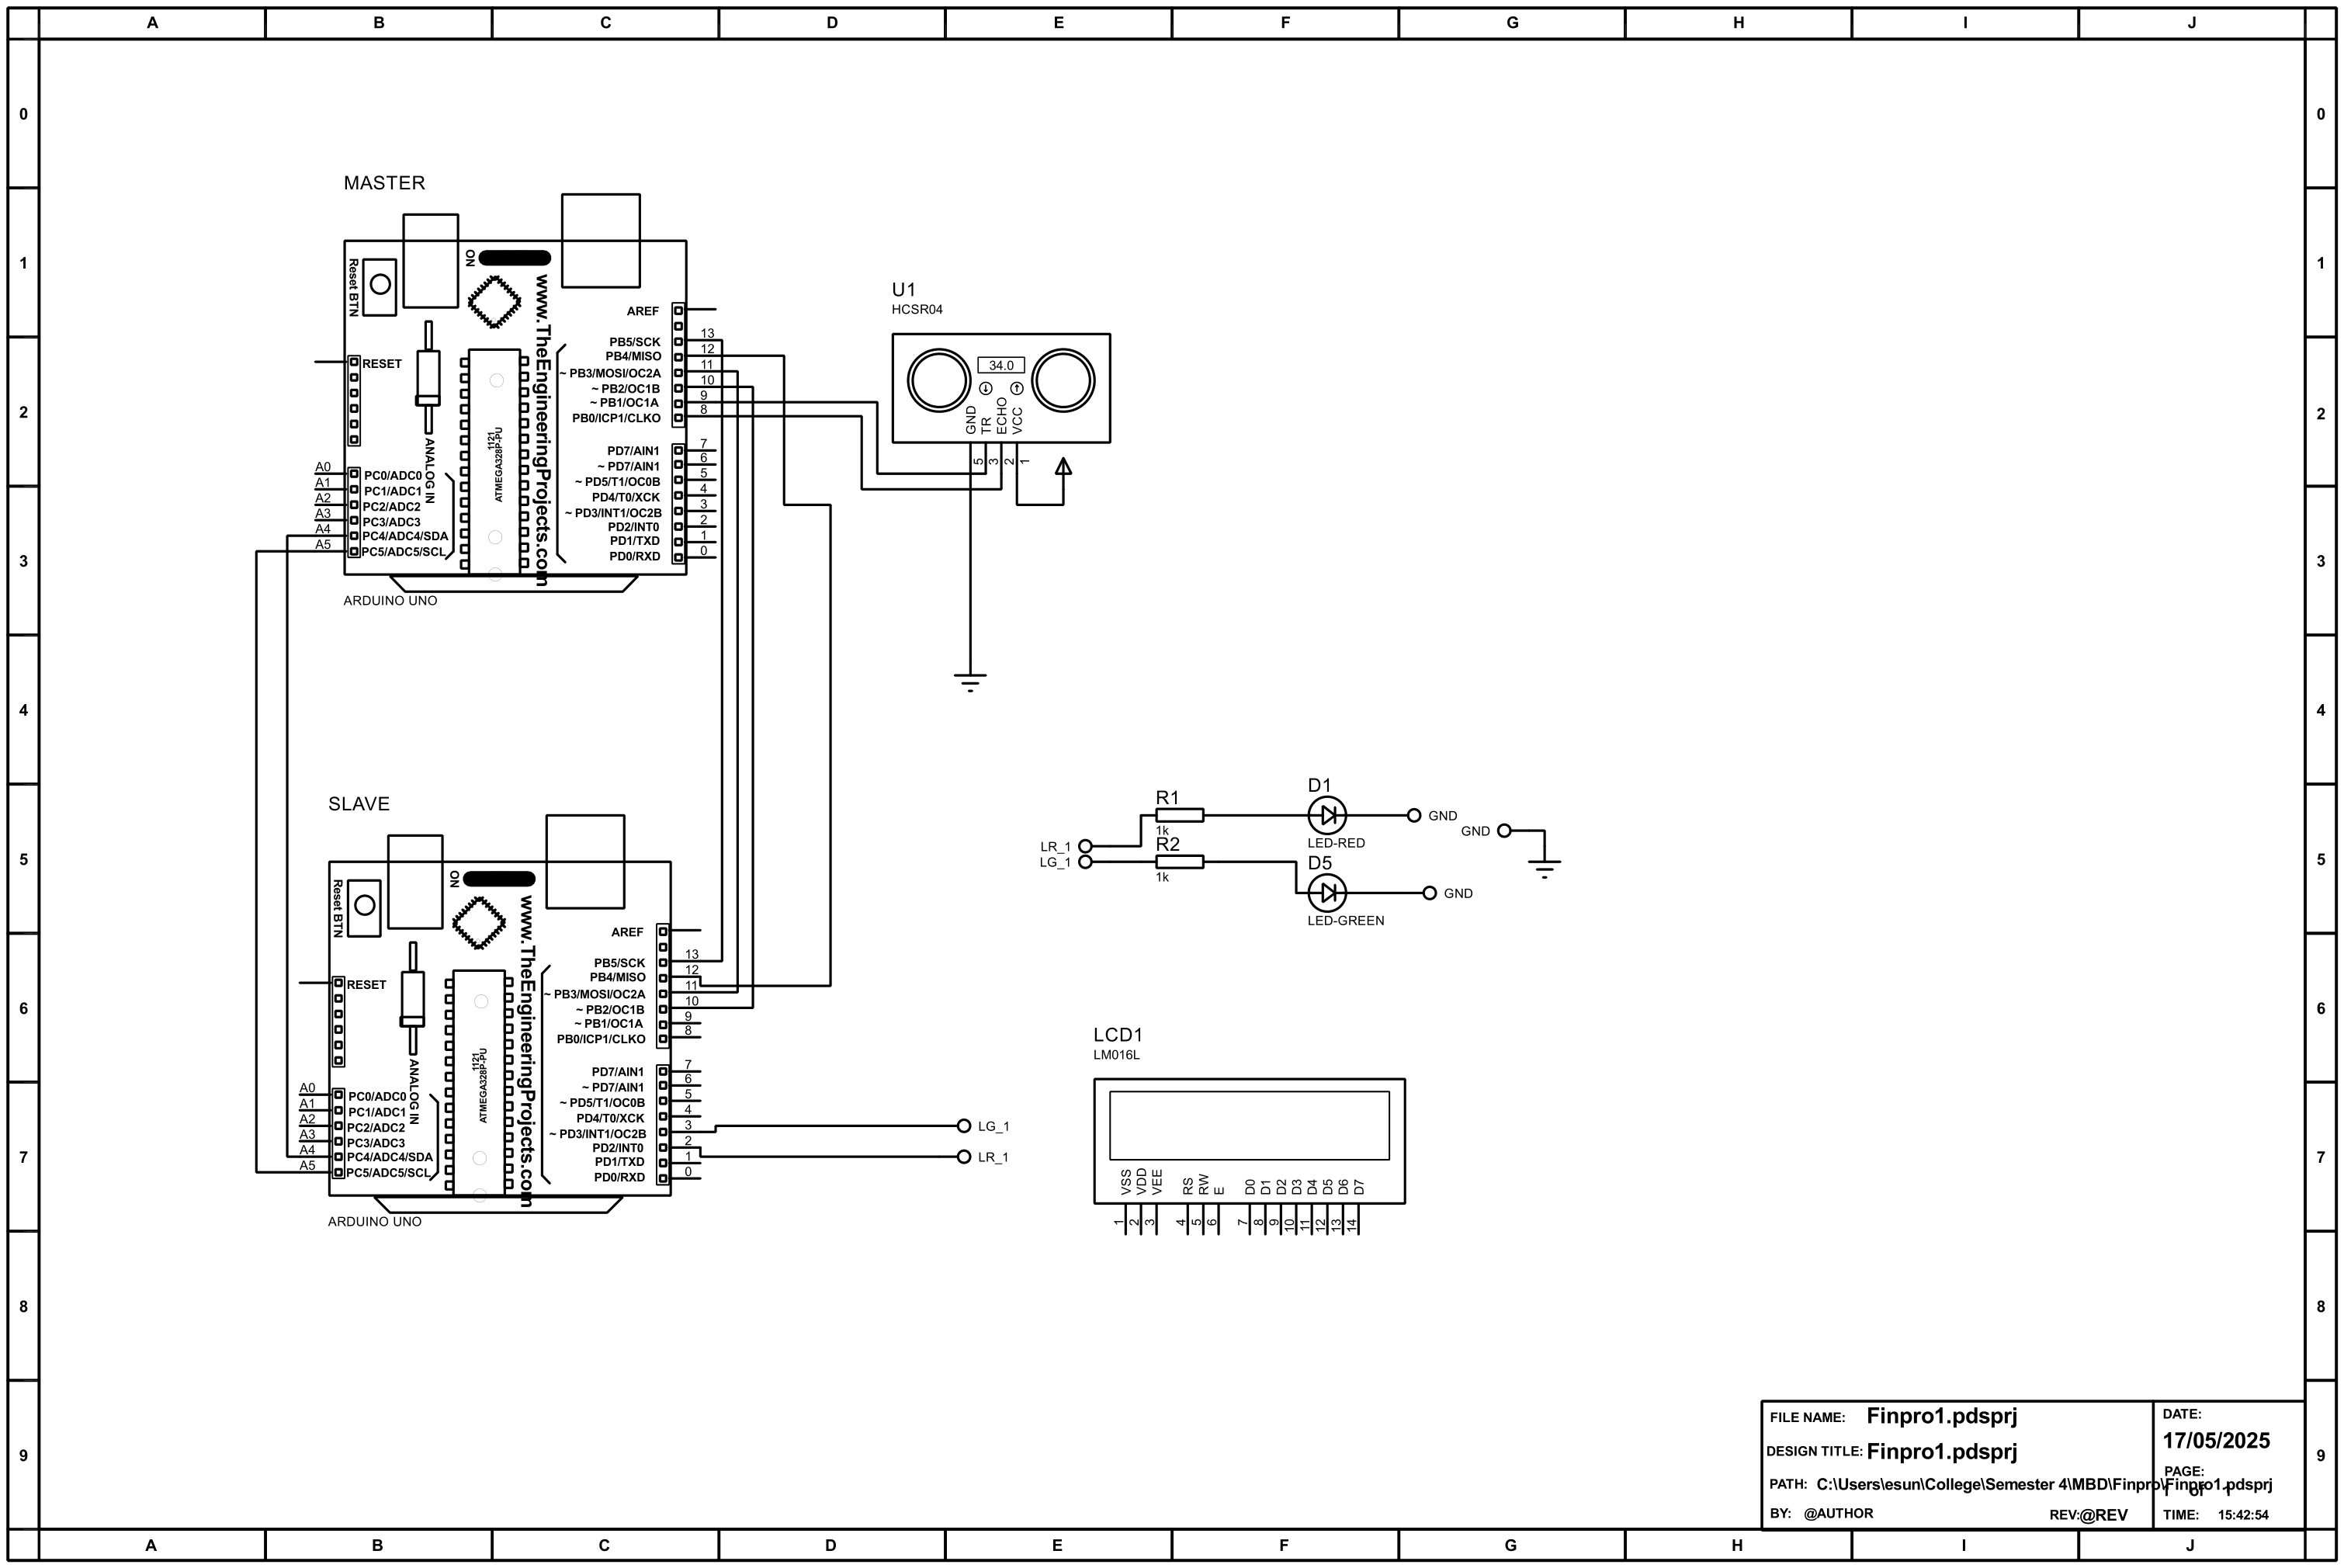 A B C D E F G H I J
0 0
1 1
2 2
3 3
4 4
5 5
6 6
7 7
8 8
9 9
MASTER
ON
Reset BTN
www.TheEngineeringProjects.com
1121
ATMEGA328P-PU
ANALOG IN
RESET
A0 PC0/ADC0
A1 PC1/ADC1
A2 PC2/ADC2
A3 PC3/ADC3
A4 PC4/ADC4/SDA
A5 PC5/ADC5/SCL
AREF
PB5/SCK 13
PB4/MISO 12
~ PB3/MOSI/OC2A 11
~ PB2/OC1B 10
~ PB1/OC1A 9
PB0/ICP1/CLKO 8
PD7/AIN1 7
~ PD7/AIN1 6
~ PD5/T1/OC0B 5
PD4/T0/XCK 4
~ PD3/INT1/OC2B 3
PD2/INT0 2
PD1/TXD 1
PD0/RXD 0
ARDUINO UNO
U1
HCSR04
34.0
GND TR ECHO VCC
5 3 2 1
SLAVE
ON
Reset BTN
www.TheEngineeringProjects.com
1121
ATMEGA328P-PU
ANALOG IN
RESET
A0 PC0/ADC0
A1 PC1/ADC1
A2 PC2/ADC2
A3 PC3/ADC3
A4 PC4/ADC4/SDA
A5 PC5/ADC5/SCL
AREF
PB5/SCK 13
PB4/MISO 12
~ PB3/MOSI/OC2A 11
~ PB2/OC1B 10
~ PB1/OC1A 9
PB0/ICP1/CLKO 8
PD7/AIN1 7
~ PD7/AIN1 6
~ PD5/T1/OC0B 5
PD4/T0/XCK 4
~ PD3/INT1/OC2B 3
PD2/INT0 2
PD1/TXD 1
PD0/RXD 0
ARDUINO UNO
LG_1
LR_1
R1
1k
D1
LED-RED
GND
GND
LR_1
LG_1
R2
1k
D5
LED-GREEN
GND
LCD1
LM016L
VSS VDD VEE RS RW E D0 D1 D2 D3 D4 D5 D6 D7
1 2 3 4 5 6 7 8 9 10 11 12 13 14
FILE NAME: Finpro1.pdsprj
DESIGN TITLE: Finpro1.pdsprj
PATH: C:\Users\esun\College\Semester 4\MBD\Finpro\Finpro1.pdsprj
BY: @AUTHOR
REV:@REV
DATE:
17/05/2025
PAGE:
1 of 1
TIME: 15:42:54
A B C D E F G H I J